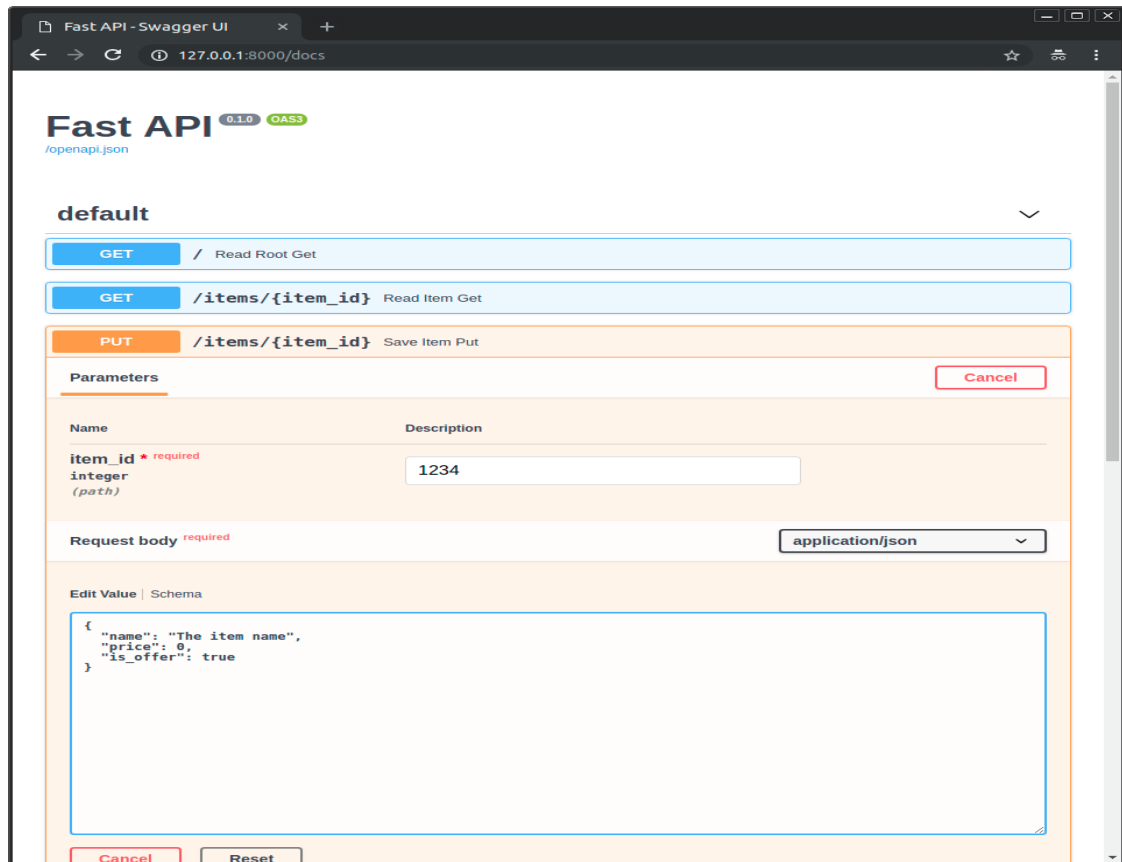 Fast API - Swagger UI
127.0.0.1:8000/docs
Fast API 0.1.0 OAS3
/openapi.json
default
GET / Read Root Get
GET /items/{item_id} Read Item Get
PUT /items/{item_id} Save Item Put
Parameters Cancel
Name Description
item_id * required
integer 1234
(path)
Request body required application/json
Edit Value | Schema
{
"name": "The item name",
"price": 0,
"is_offer": true
}
Cancel Reset